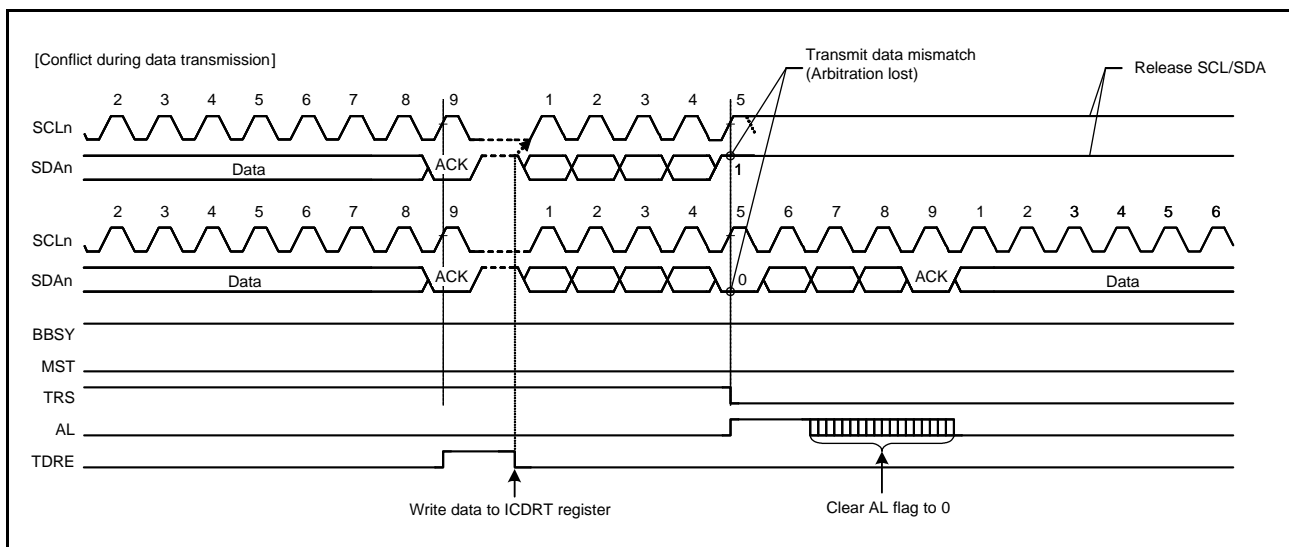 [Conflict during data transmission]
Transmit data mismatch
(Arbitration lost)
Release SCL/SDA
2 3 4 5 6 7 8 9 1 2 3 4 5
SCLn
SDAn Data ACK 1
2 3 4 5 6 7 8 9 1 2 3 4 5 6 7 8 9 1 2 3 4 5 6
SCLn
SDAn Data ACK 0 ACK Data
BBSY
MST
TRS
AL
TDRE
Write data to ICDRT register
Clear AL flag to 0